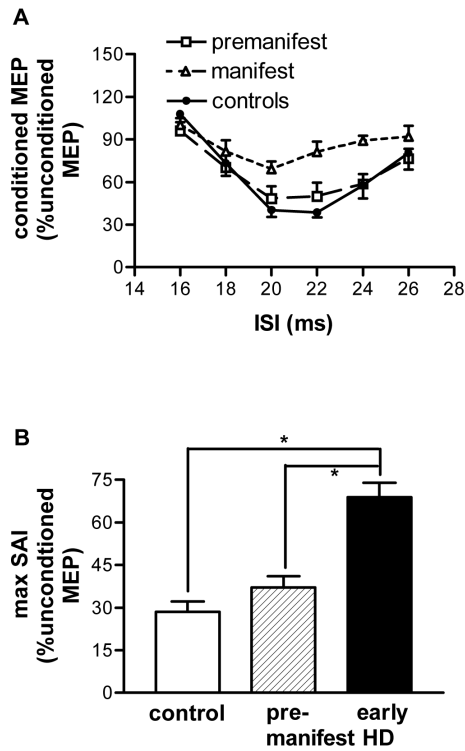 A
premanifest
manifest
controls
conditioned MEP
(%unconditioned
MEP)
150
120
90
60
30
0
14 16 18 20 22 24 26 28
ISI (ms)
B
*
*
max SAI
(%uncondtioned
MEP)
75
60
45
30
15
0
control pre- early
manifest HD